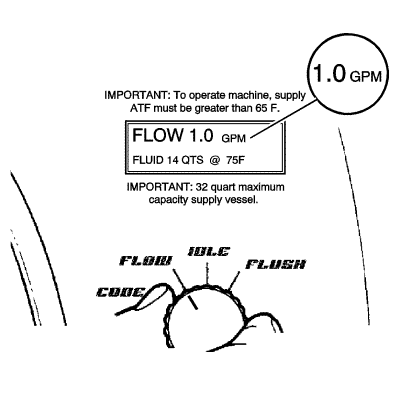 1.0 GPM
IMPORTANT: To operate machine, supply
ATF must be greater than 65 F.
FLOW 1.0 GPM
FLUID 14 QTS @ 75F
IMPORTANT: 32 quart maximum
capacity supply vessel.
IDLE
FLOW FLUSH
CODE